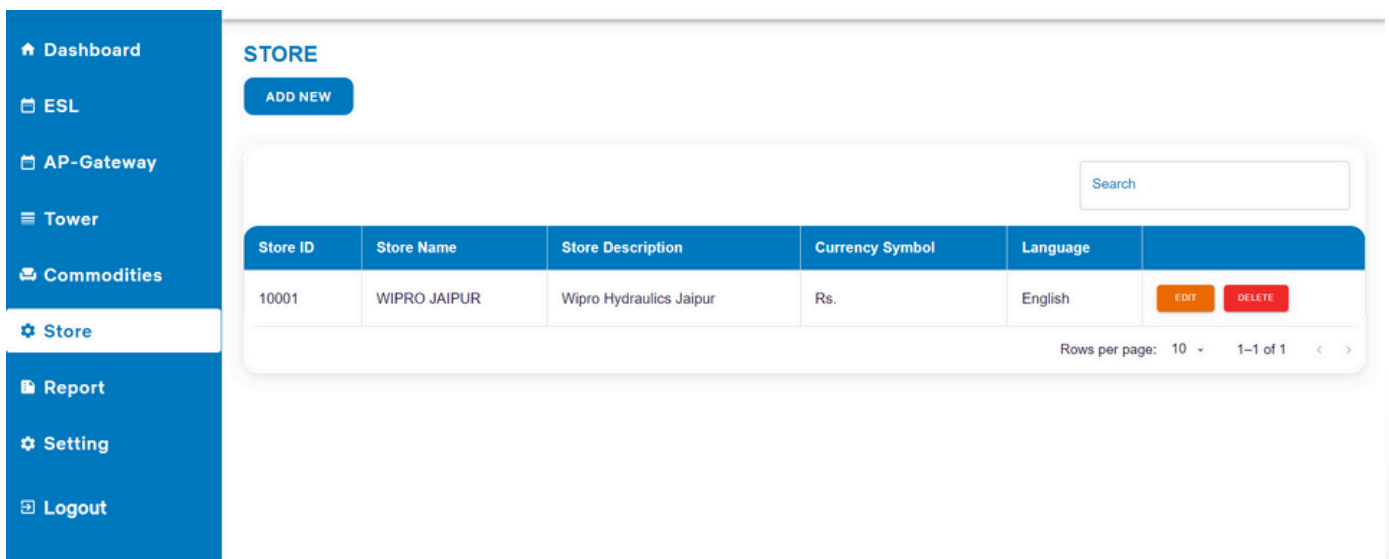 Dashboard
ESL
AP-Gateway
Tower
Commodities
Store
Report
Setting
Logout
STORE
ADD NEW
Search
Store ID Store Name Store Description Currency Symbol Language
10001 WIPRO JAIPUR Wipro Hydraulics Jaipur Rs. English EDIT DELETE
Rows per page: 10 1–1 of 1